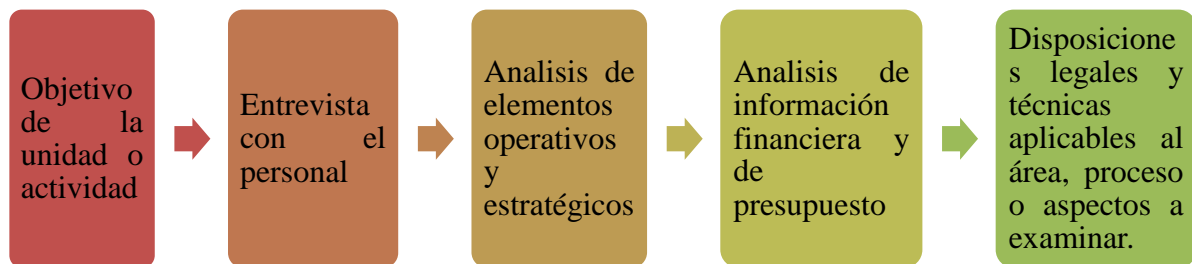 Objetivo
de la
unidad o
actividad
Entrevista
con el
personal
Analisis de
elementos
operativos
y
estratégicos
Analisis de
información
financiera y
de
presupuesto
Disposicione
s legales y
técnicas
aplicables al
área, proceso
o aspectos a
examinar.